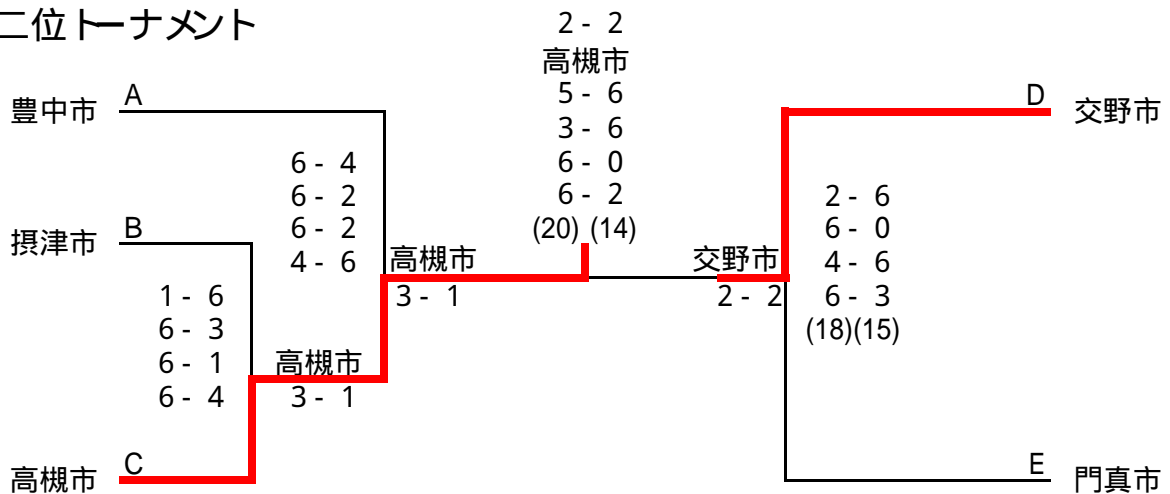 二位トーナメント
2 - 2
高槻市
5 - 6
3 - 6
6 - 0
6 - 2
(20) (14)
豊中市 A
6 - 4
6 - 2
6 - 2
4 - 6
摂津市 B
高槻市
3 - 1
1 - 6
6 - 3
6 - 1
6 - 4
高槻市
3 - 1
高槻市 C
D 交野市
2 - 6
6 - 0
4 - 6
6 - 3
(18)(15)
交野市
2 - 2
E 門真市